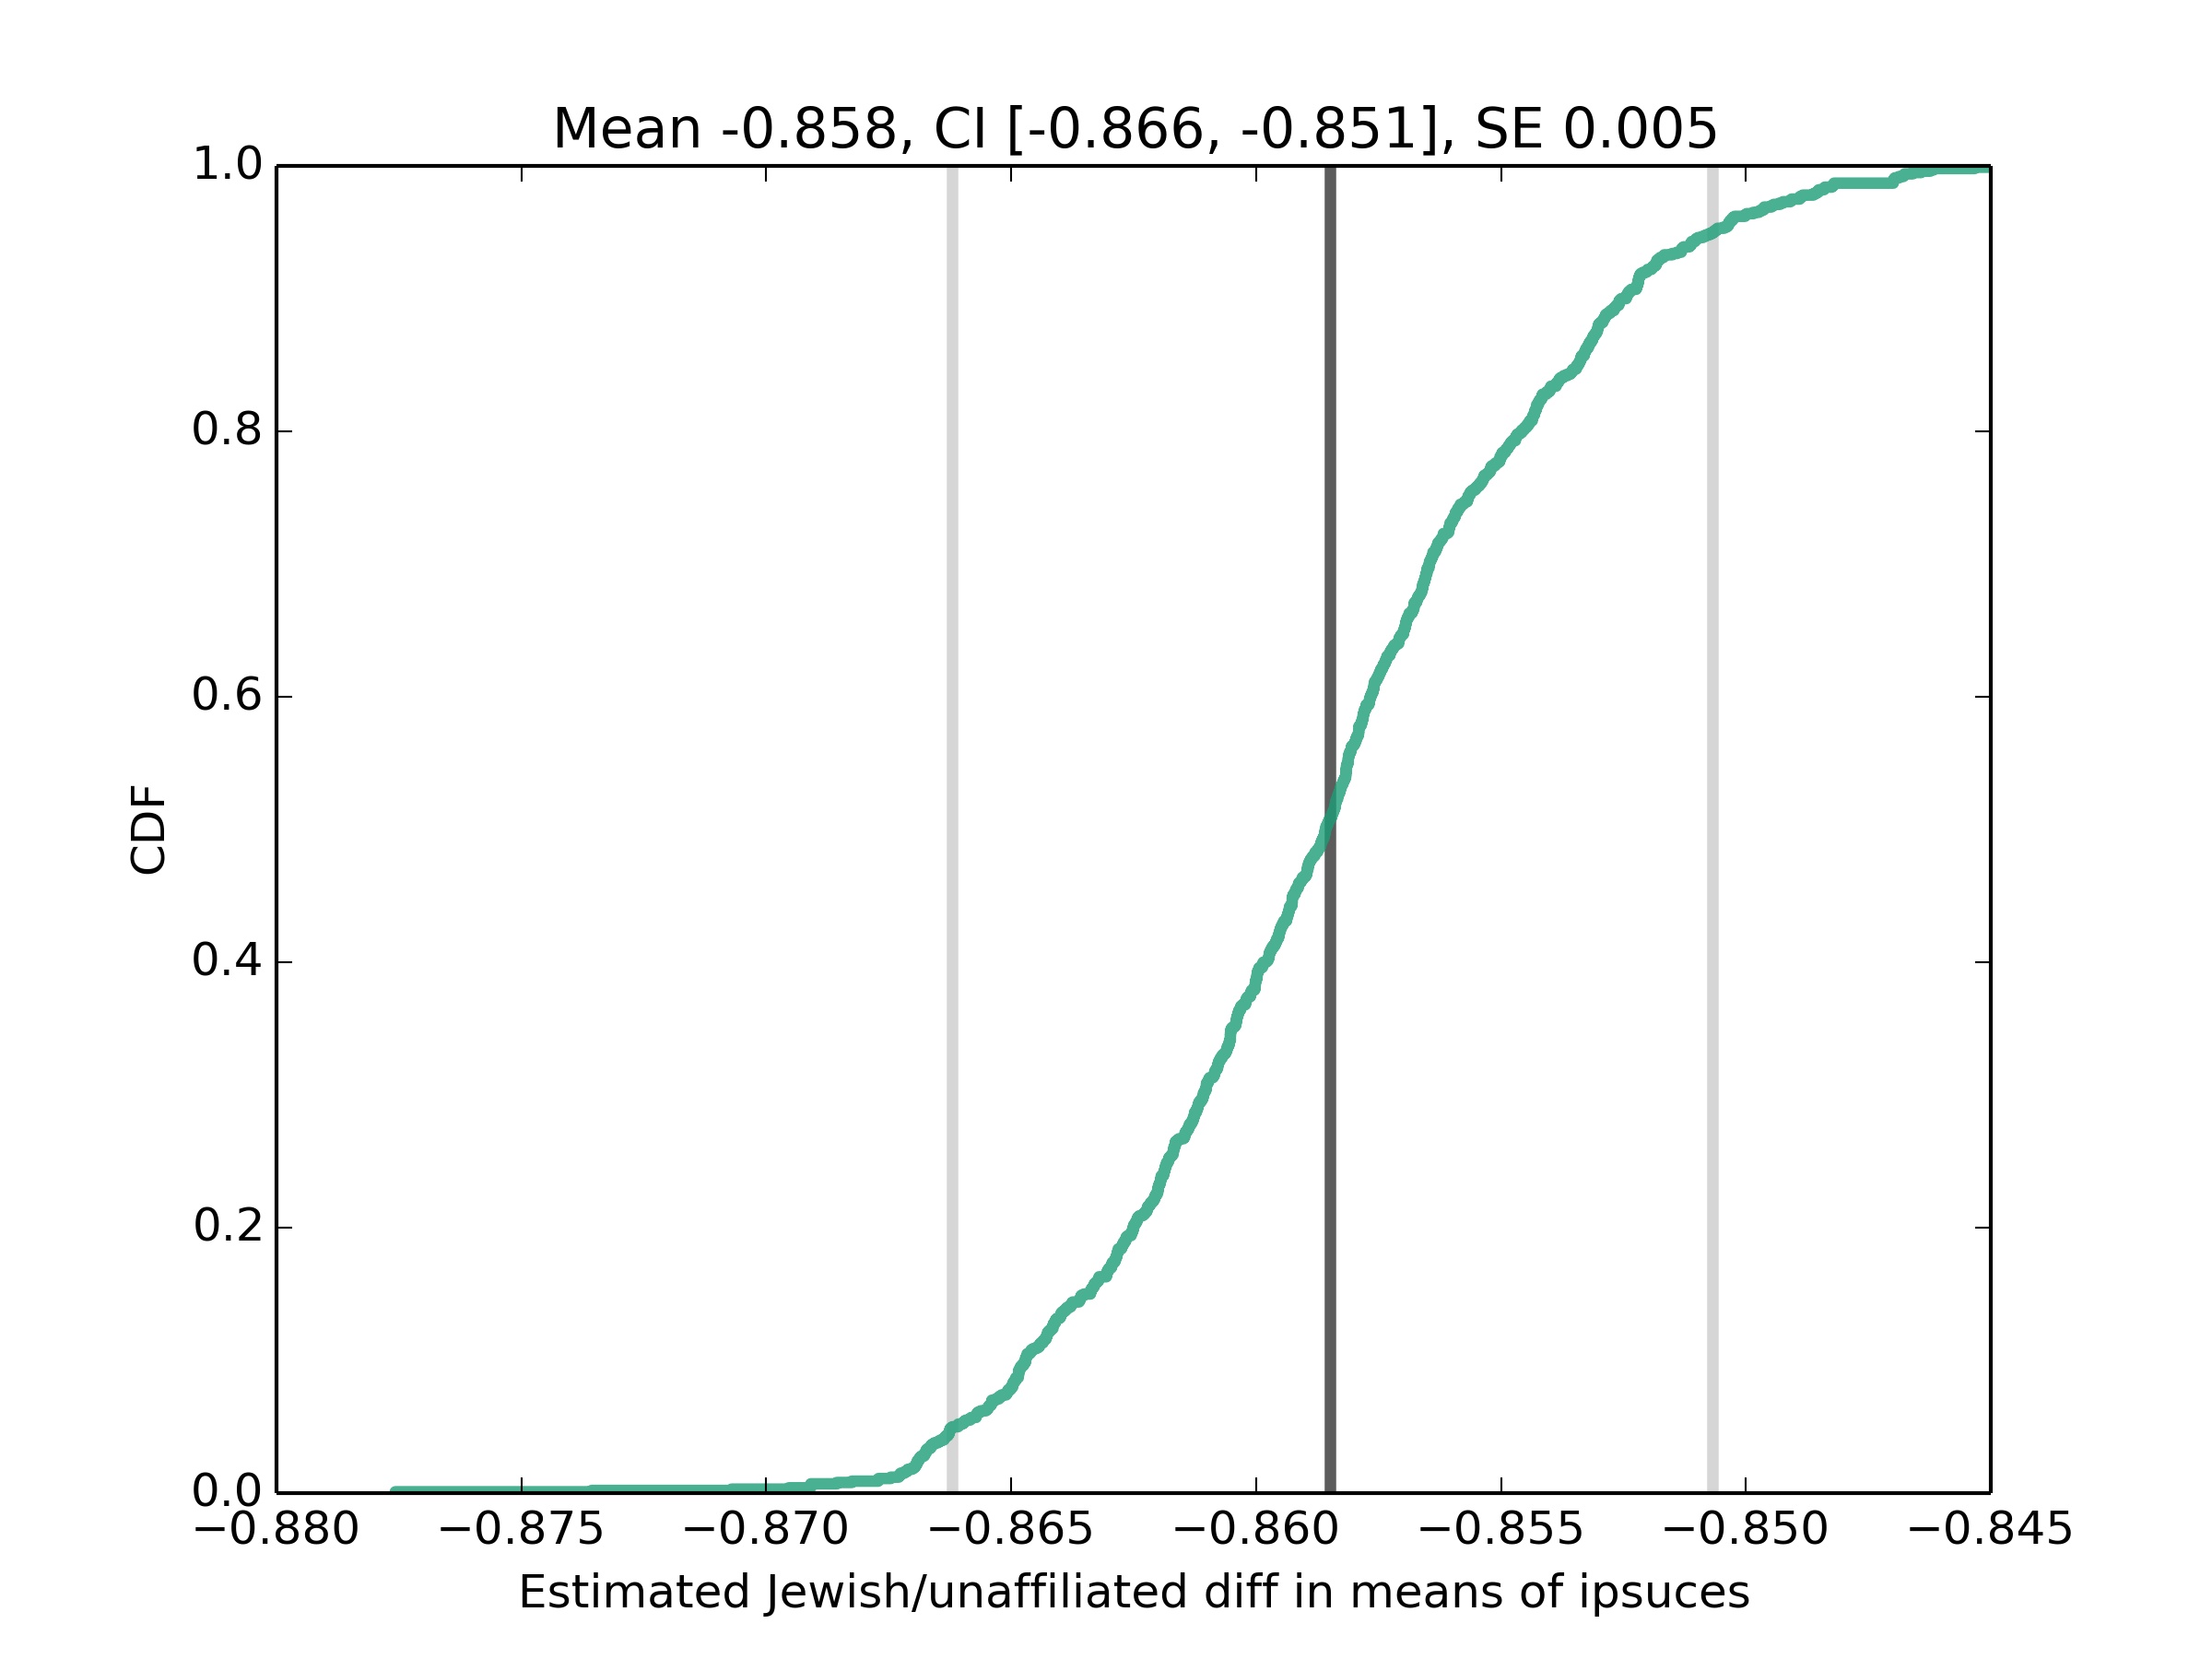 Mean -0.858, CI [-0.866, -0.851], SE 0.005
1.0
0.8
0.6
0.4
0.2
0.0
CDF
−0.880 −0.875 −0.870 −0.865 −0.860 −0.855 −0.850 −0.845
Estimated Jewish/unaffiliated diff in means of ipsuces